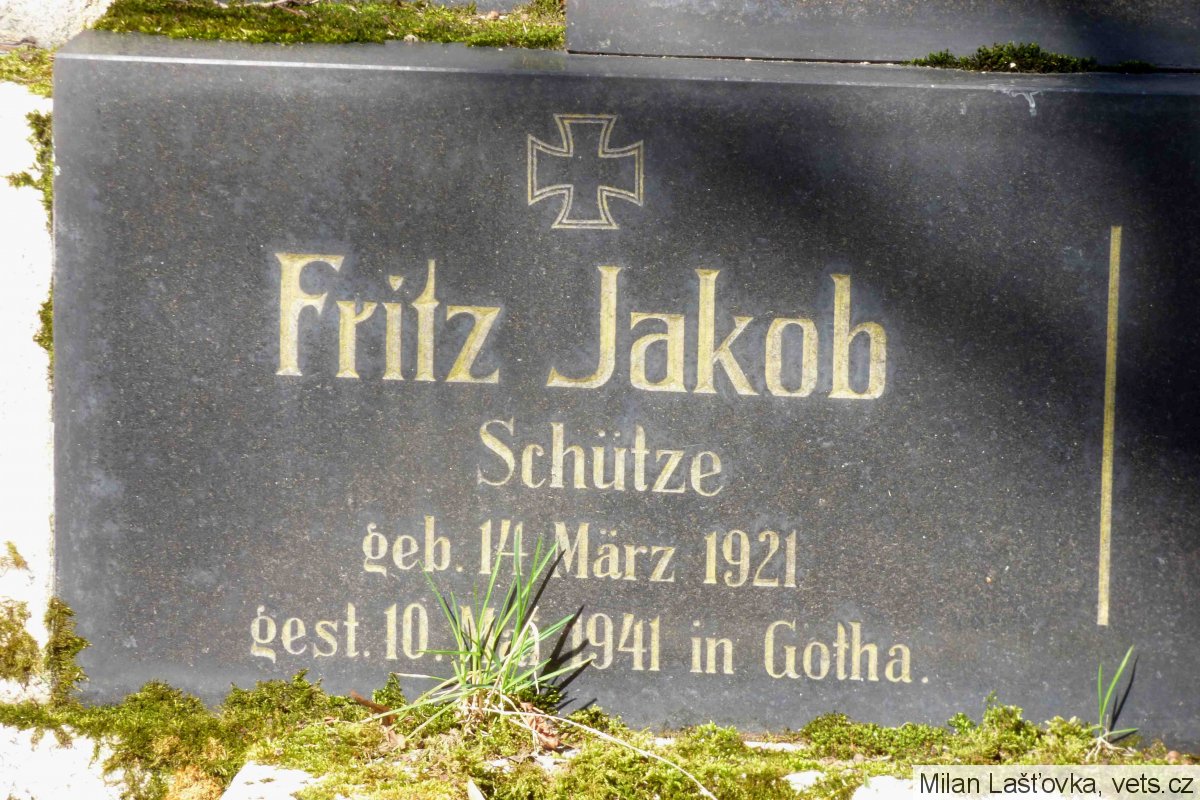 Fritz Jakob
Schütze
geb. 14. März 1921
gest. 10. 1941 in Gotha.
Milan Lašťovka, vets.cz